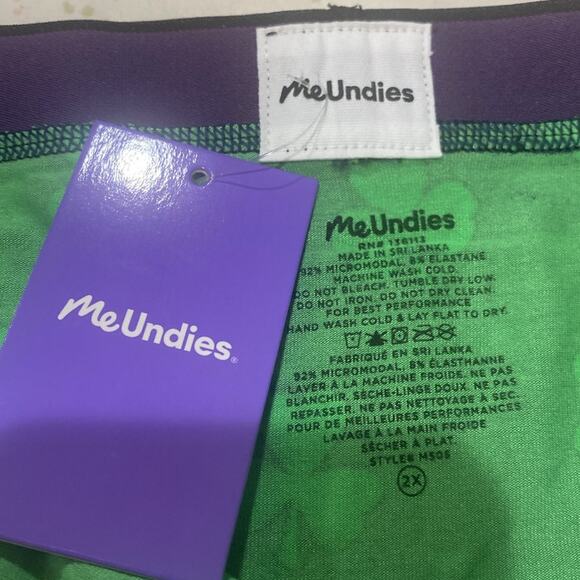 MeUndies
MeUndies
MeUndies
RN# 136113
MADE IN SRI LANKA
92% MICROMODAL, 8% ELASTANE
MACHINE WASH COLD.
DO NOT BLEACH. TUMBLE DRY LOW.
DO NOT IRON. DO NOT DRY CLEAN.
FOR BEST PERFORMANCE
HAND WASH COLD & LAY FLAT TO DRY.
FABRIQUÉ EN SRI LANKA
92% MICROMODAL, 8% ÉLASTHANNE
LAVER À LA MACHINE FROIDE. NE PAS
BLANCHIR. SÈCHE-LINGE DOUX. NE PAS
REPASSER. NE PAS NETTOYAGE À SEC.
POUR DE MEILLEURES PERFORMANCES
LAVAGE À LA MAIN FROIDE
SÉCHER À PLAT.
STYLE# M505
2X